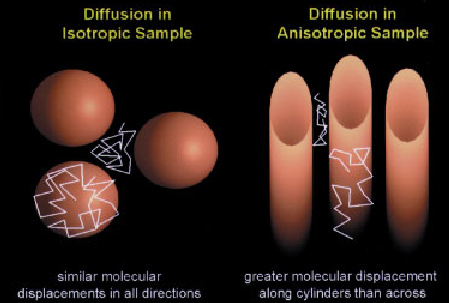 Diffusion in
Isotropic Sample
Diffusion in
Anisotropic Sample
similar molecular
displacements in all directions
greater molecular displacement
along cylinders than across